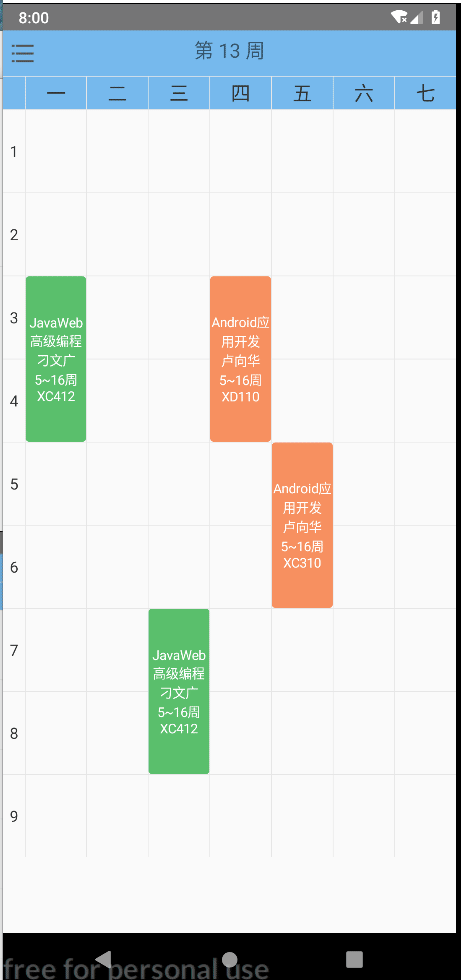 8:00
第 13 周
一 二 三 四 五 六 七
1
2
3
JavaWeb
高级编程
刁文广
5~16周
XC412
Android应
用开发
卢向华
5~16周
XD110
4
5
Android应
用开发
卢向华
5~16周
XC310
6
7
JavaWeb
高级编程
刁文广
5~16周
XC412
8
9
free for personal use